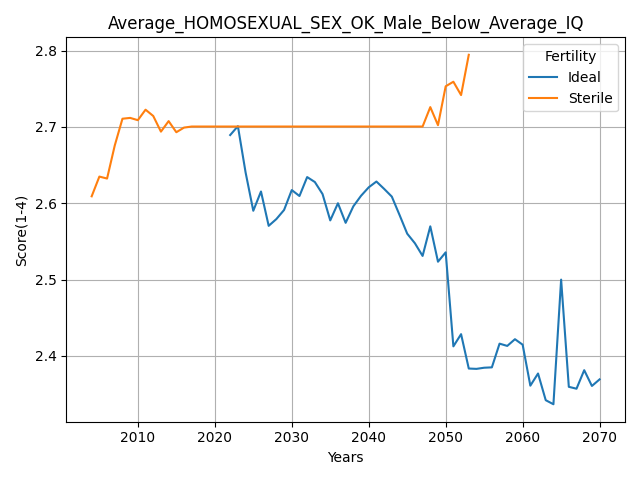 Average_HOMOSEXUAL_SEX_OK_Male_Below_Average_IQ
Score(1-4)
2.8
2.7
2.6
2.5
2.4
Fertility
Ideal
Sterile
2010 2020 2030 2040 2050 2060 2070
Years